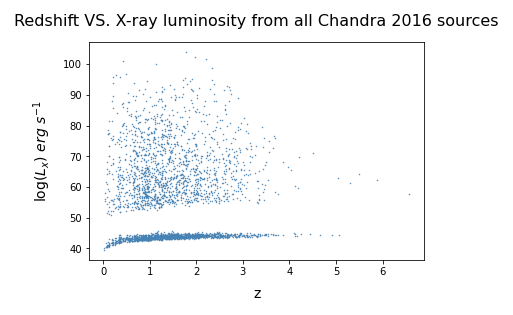 Redshift VS. X-ray luminosity from all Chandra 2016 sources
100
90
80
70
60
50
40
log(Lₓ) erg s⁻¹
0 1 2 3 4 5 6
z